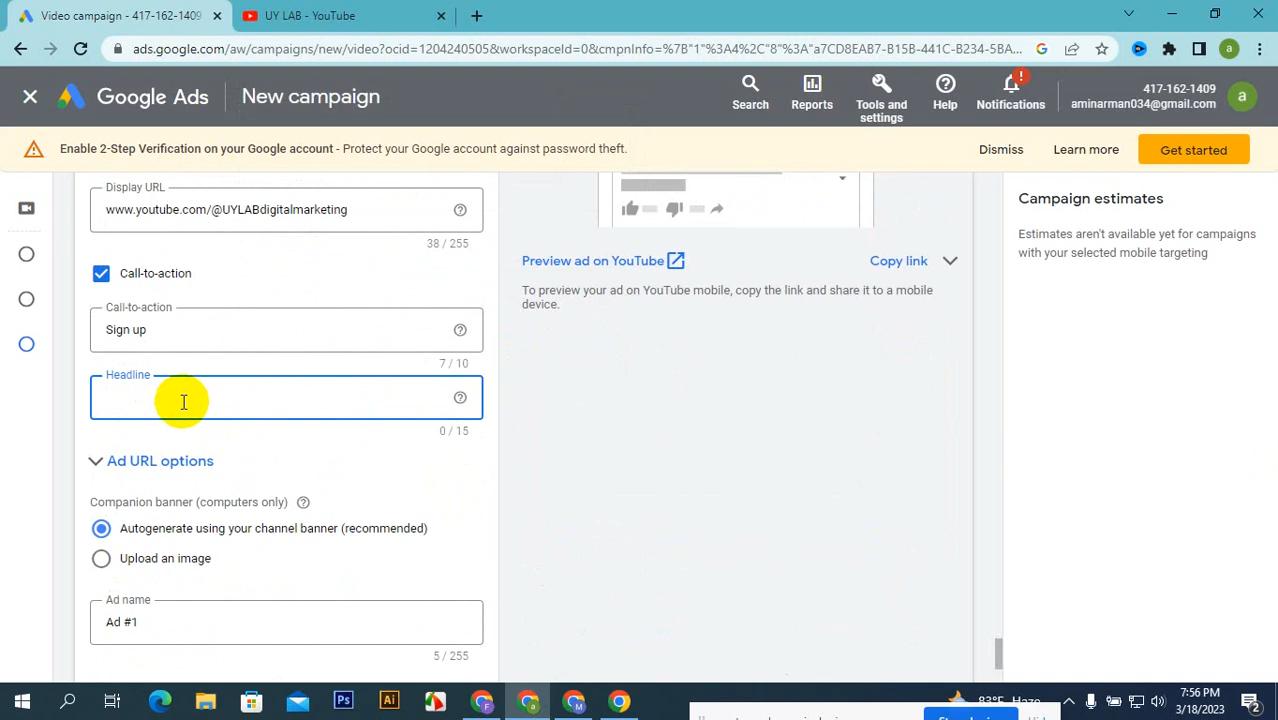 Video campaign - 417-162-1409
UY LAB - YouTube
ads.google.com/aw/campaigns/new/video?ocid=1204240505&workspaceId=0&cmpnInfo=%7B"1"%3A4%2C"8"%3A"a7CD8EAB7-B15B-441C-B234-5BA...
Google Ads
New campaign
Search
Reports
Tools and settings
Help
Notifications
417-162-1409
aminarman034@gmail.com
a
Enable 2-Step Verification on your Google account - Protect your Google account against password theft.
Dismiss
Learn more
Get started
Display URL
www.youtube.com/@UYLABdigitalmarketing
38 / 255
Call-to-action
Call-to-action
Sign up
7 / 10
Headline
0 / 15
Ad URL options
Companion banner (computers only)
Autogenerate using your channel banner (recommended)
Upload an image
Ad name
Ad #1
5 / 255
Preview ad on YouTube
Copy link
To preview your ad on YouTube mobile, copy the link and share it to a mobile
device.
Campaign estimates
Estimates aren't available yet for campaigns
with your selected mobile targeting
83°F Haze
7:56 PM
3/18/2023